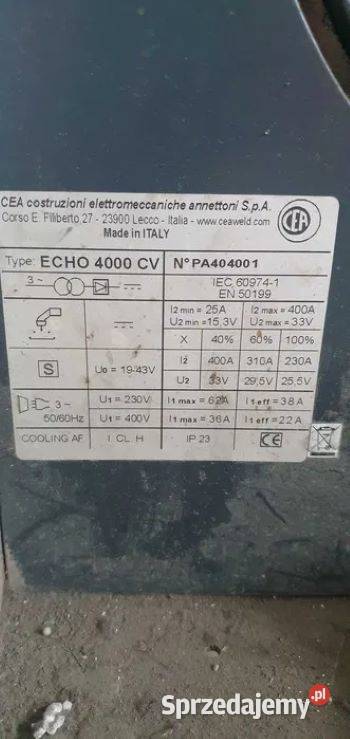 CEA costruzioni elettromeccaniche annettoni S.p.A.
Corso E. Filiberto, 27 - 23900 Lecco - Italia - www.ceaweld.com
Made in ITALY
CEA
Type: ECHO 4000 CV N° PA404001
3 ~ IEC 60974-1
EN 50199
I2 min = 25A I2 max = 400A
U2 min = 15,3V U2 max = 33V
X 40% 60% 100%
S U0 = 19-43V I2 400A 310A 230A
U2 33V 29,5V 25,5V
3 ~ U1 = 230V I1 max = 62A I1 eff = 38A
50/60Hz U1 = 400V I1 max = 36A I1 eff = 22A
COOLING AF I. CL. H IP 23 CE
Sprzedajemy.pl